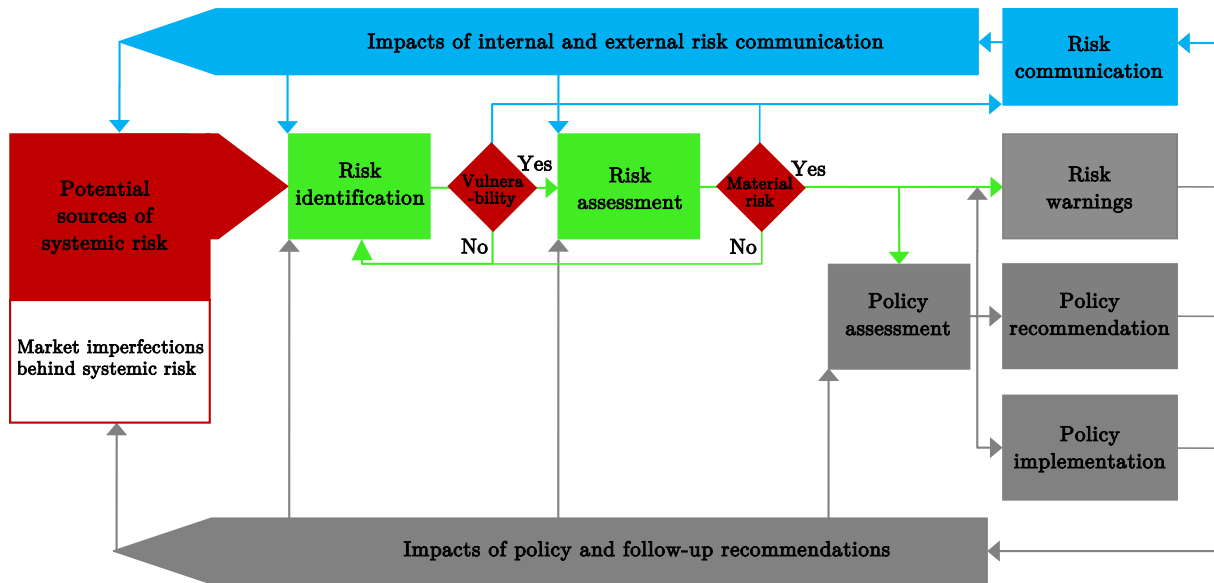 Impacts of internal and external risk communication
Risk
communication
Potential
sources of
systemic risk
Risk
identification
Vulnera
-bility
Yes
No
Risk
assessment
Material
risk
Yes
No
Risk
warnings
Policy
assessment
Policy
recommendation
Market imperfections
behind systemic risk
Policy
implementation
Impacts of policy and follow-up recommendations